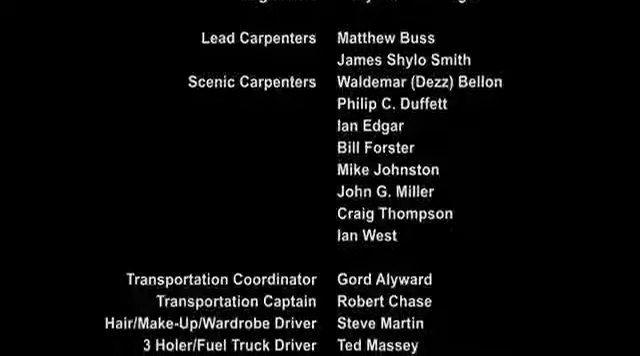 Lead Carpenters Matthew Buss
James Shylo Smith
Scenic Carpenters Waldemar (Dezz) Bellon
Philip C. Duffett
Ian Edgar
Bill Forster
Mike Johnston
John G. Miller
Craig Thompson
Ian West
Transportation Coordinator Gord Alyward
Transportation Captain Robert Chase
Hair/Make-Up/Wardrobe Driver Steve Martin
3 Holer/Fuel Truck Driver Ted Massey